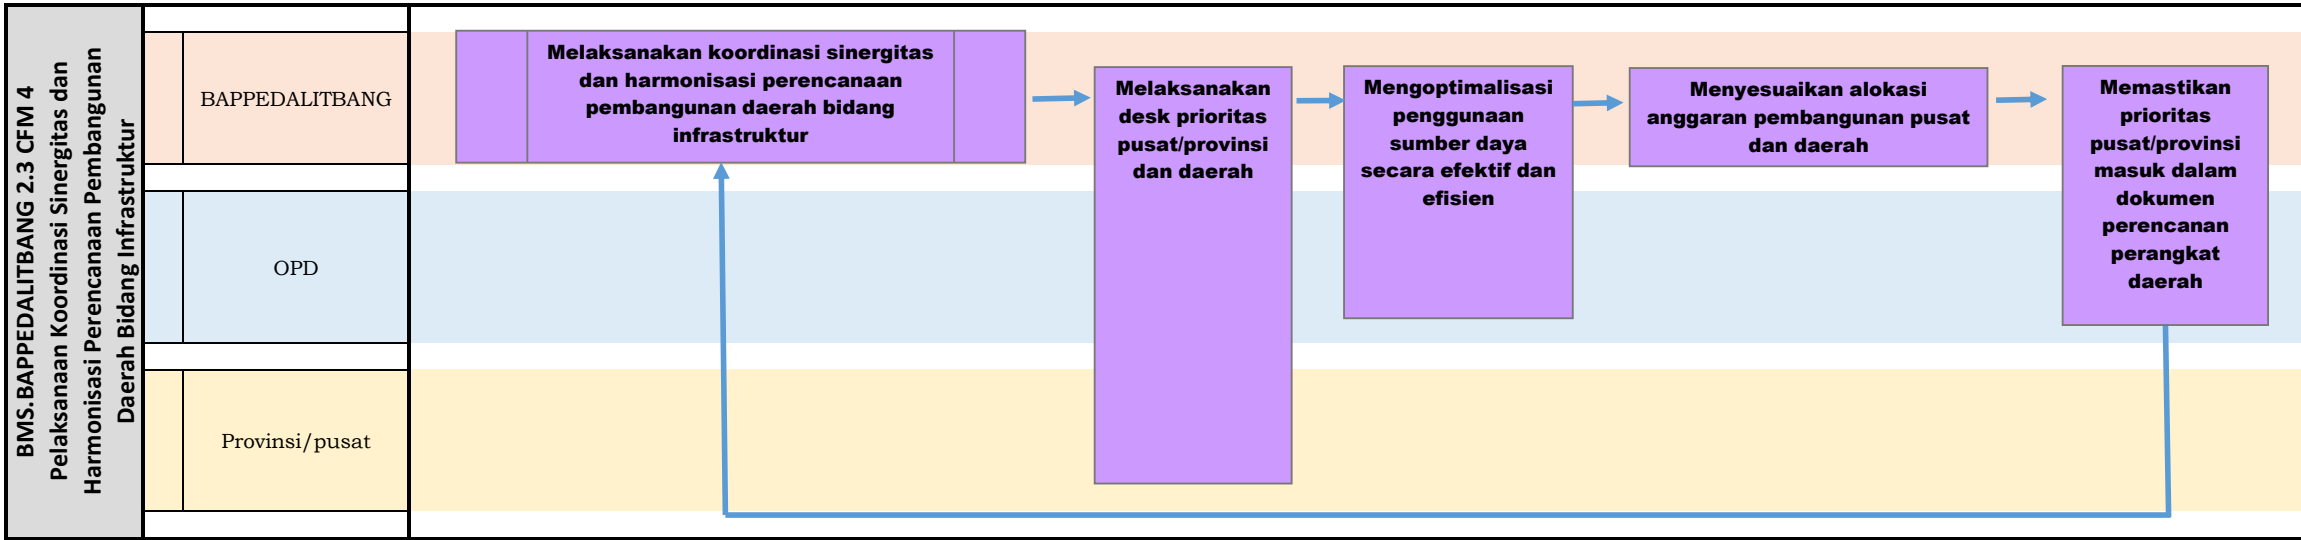 BMS.BAPPEDALITBANG 2.3 CFM 4
Pelaksanaan Koordinasi Sinergitas dan
Harmonisasi Perencanaan Pembangunan
Daerah Bidang Infrastruktur
BAPPEDALITBANG
OPD
Provinsi/pusat
Melaksanakan koordinasi sinergitas
dan harmonisasi perencanaan
pembangunan daerah bidang
infrastruktur
Melaksanakan
desk prioritas
pusat/provinsi
dan daerah
Mengoptimalisasi
penggunaan
sumber daya
secara efektif dan
efisien
Menyesuaikan alokasi
anggaran pembangunan pusat
dan daerah
Memastikan
prioritas
pusat/provinsi
masuk dalam
dokumen
perencanan
perangkat
daerah